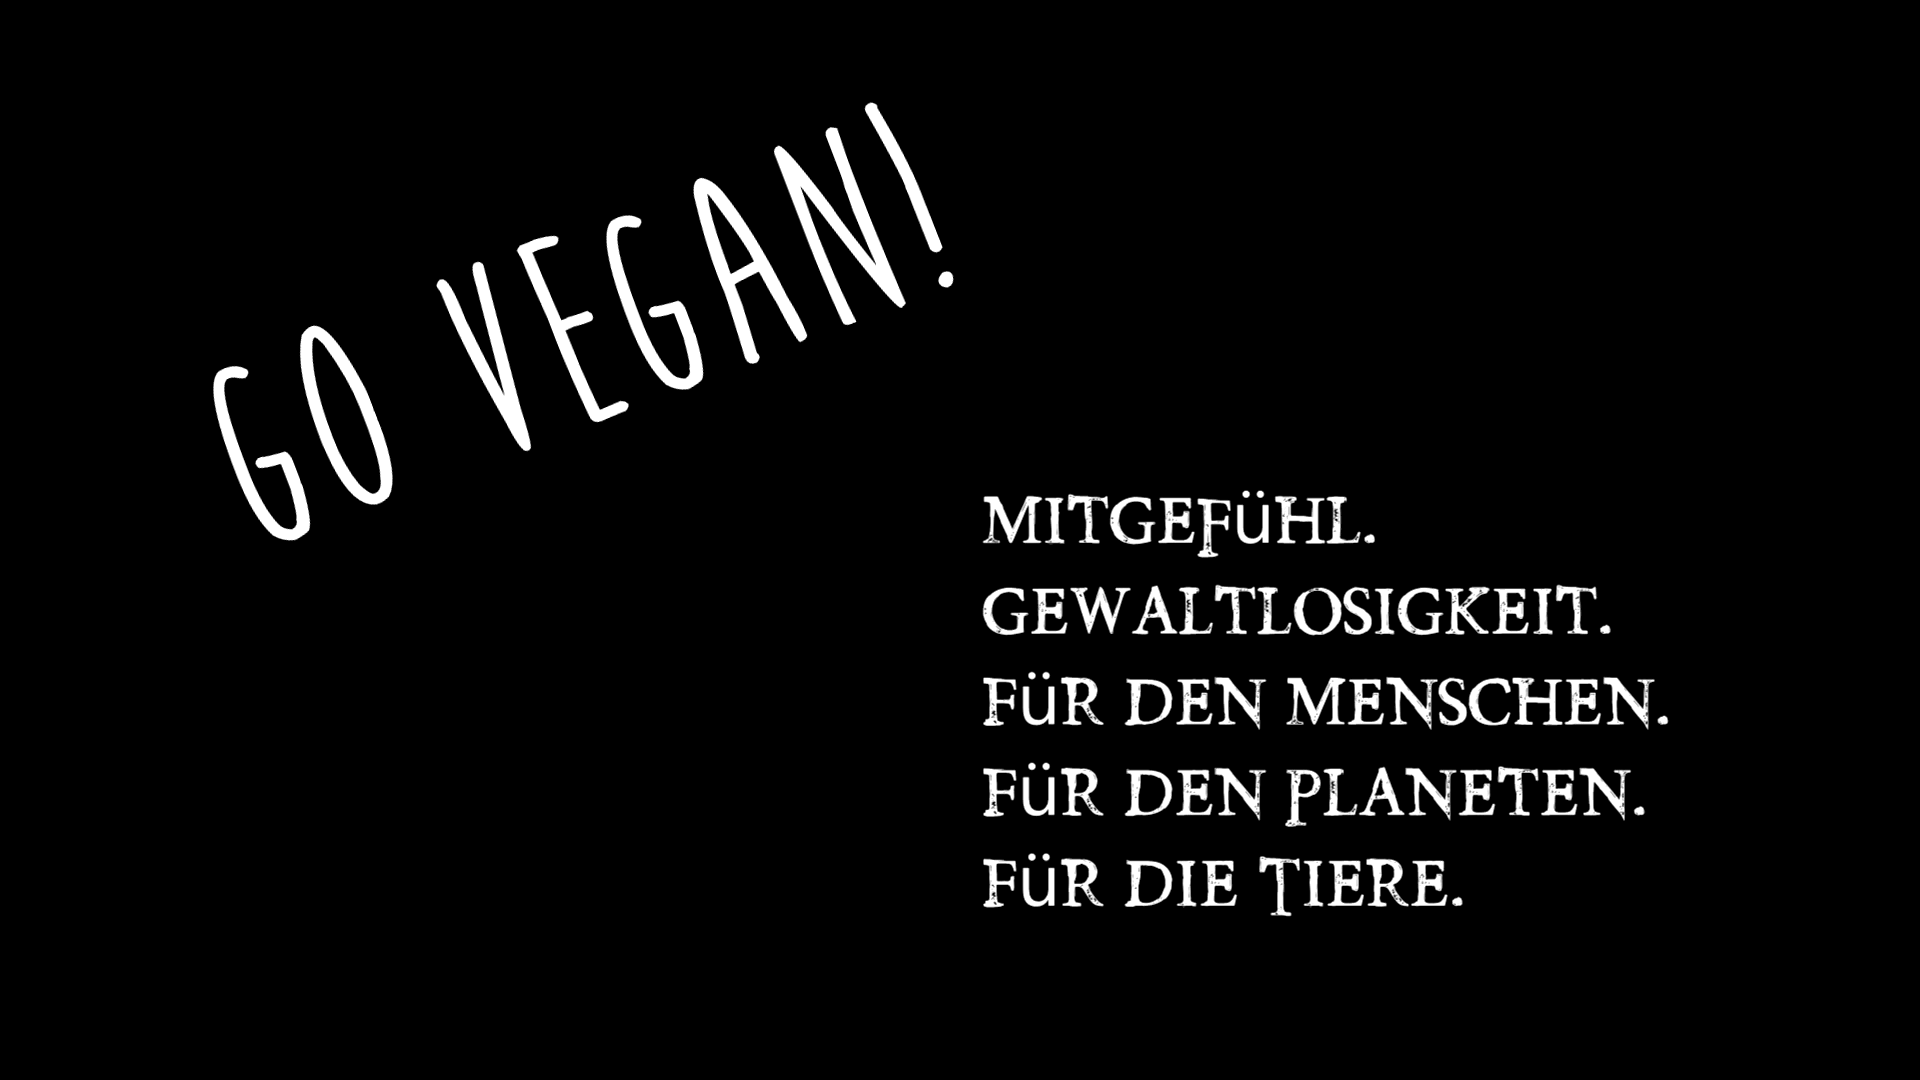 GO VEGAN!
MITGEFÜHL.
GEWALTLOSIGKEIT.
FÜR DEN MENSCHEN.
FÜR DEN PLANETEN.
FÜR DIE TIERE.